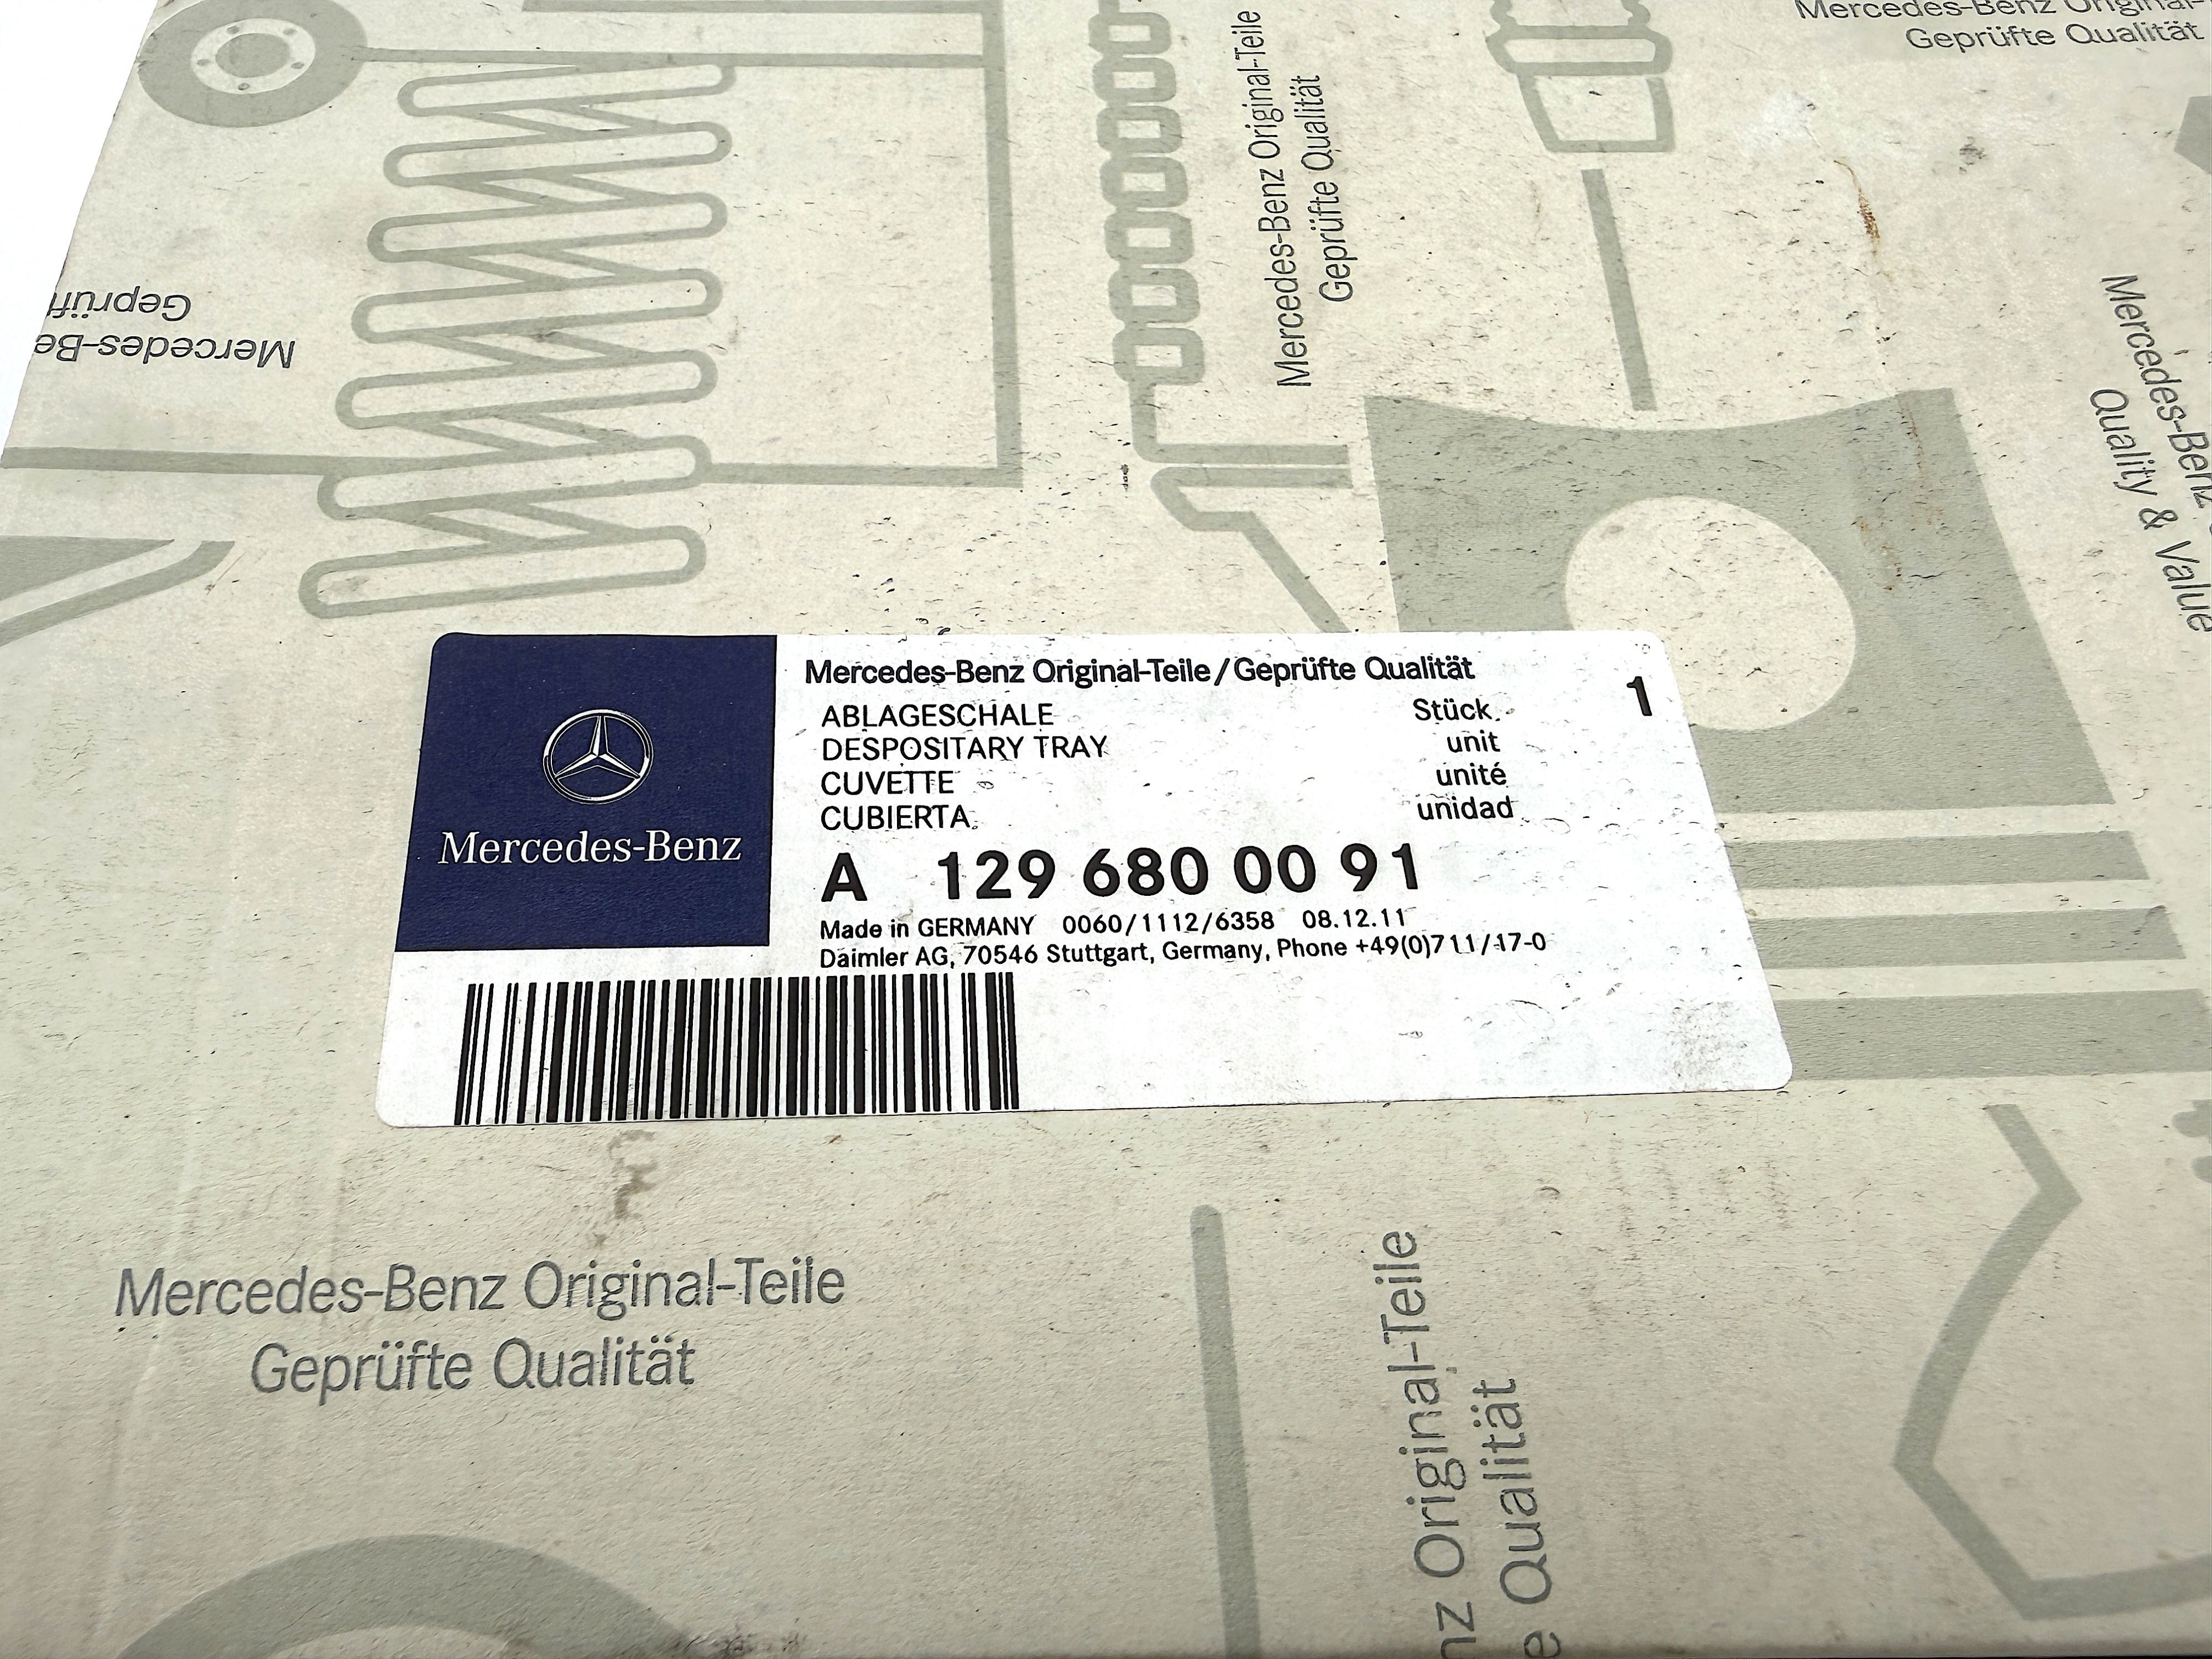 Mercedes-Benz Original-
Geprüfte Qualität
Mercedes-Benz Original-Teile
Geprüfte Qualität
Mercedes-Be
Geprüf
Mercedes-Benz
Quality & Value
Mercedes-Benz Original-Teile/Geprüfte Qualität
1
ABLAGESCHALE Stück
DESPOSITARY TRAY unit
CUVETTE unité
CUBIERTA unidad
Mercedes-Benz
A 129 680 00 91
Made in GERMANY 0060/1112/6358 08.12.11
Daimler AG, 70546 Stuttgart, Germany, Phone +49(0)711/17-0
Mercedes-Benz Original-Teile
Geprüfte Qualität
nz Original-Teile
e Qualität